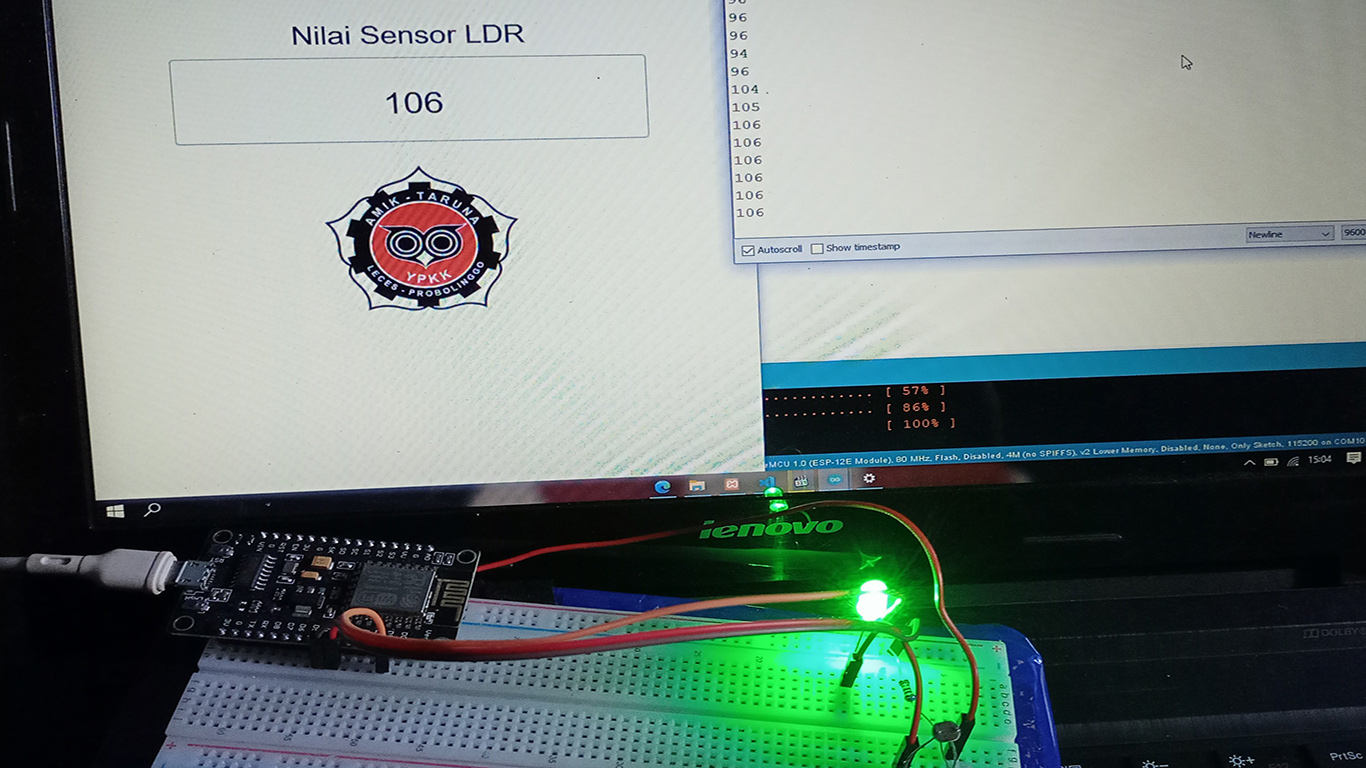 Nilai Sensor LDR
106
AMIK - TARUNA
YPKK
LECES - PROBOLINGGO
96
96
94
96
104
105
106
106
106
106
106
106
Autoscroll
Show timestamp
Newline
9600
[ 57% ]
[ 86% ]
[ 100% ]
MCU 1.0 (ESP-12E Module), 80 MHz, Flash, Disabled, 4M (no SPIFFS), v2 Lower Memory, Disabled, None, Only Sketch, 115200 on COM10
15:04
lenovo
DOLBY
PrtSc